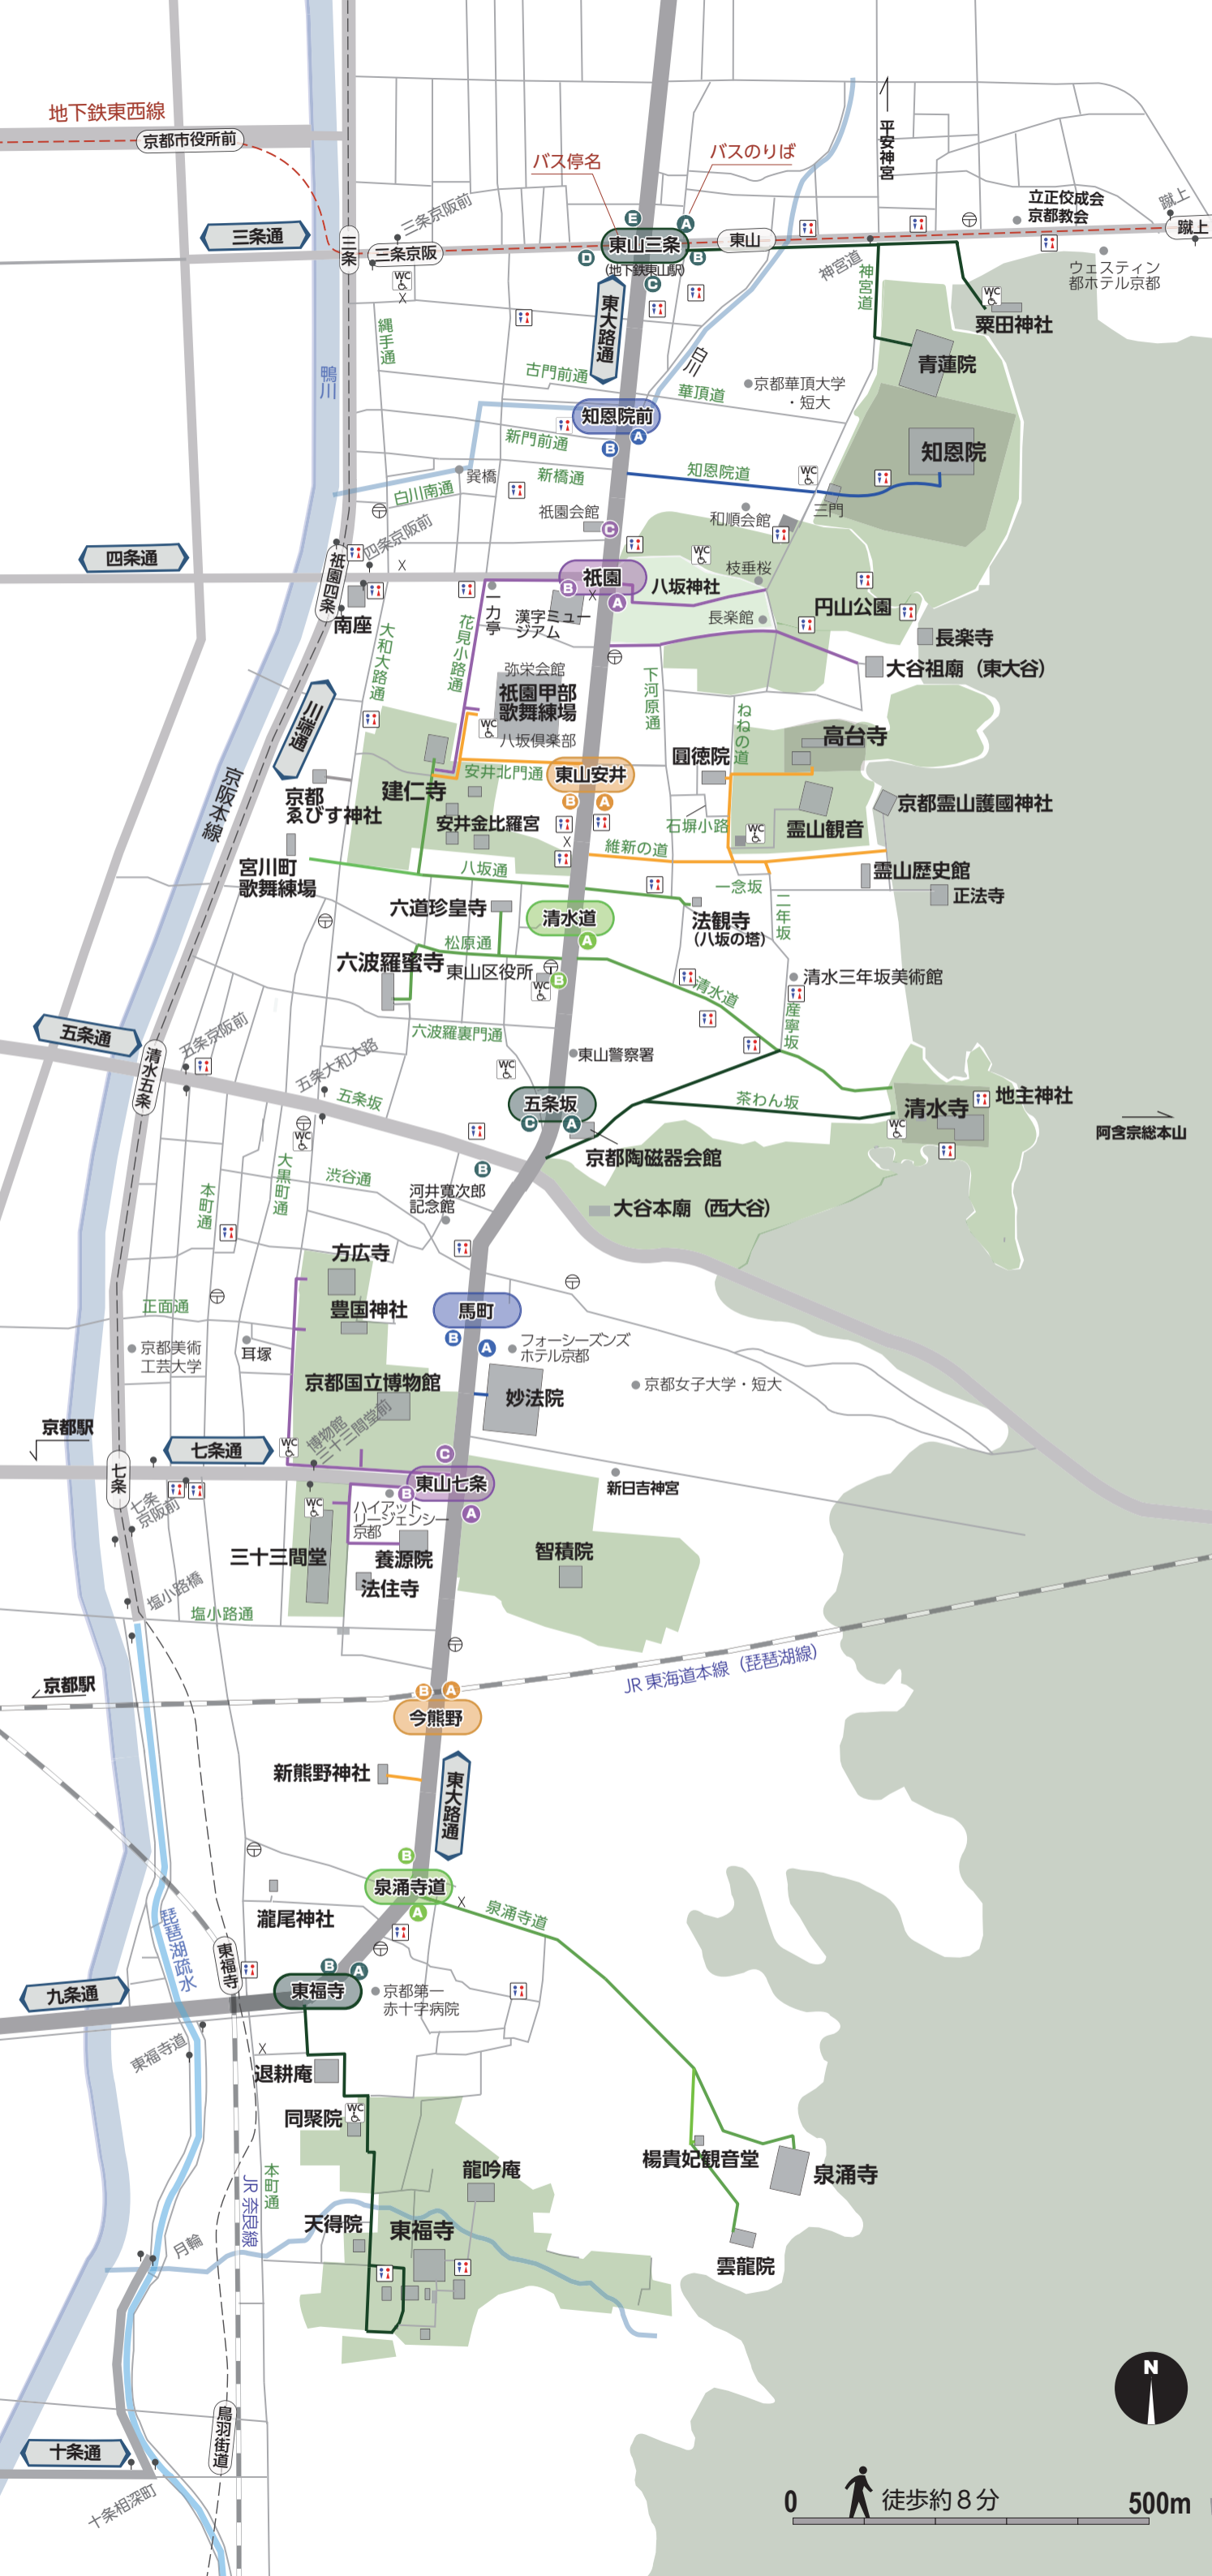 地下鉄東西線
京都市役所前
平安神宮
バス停名
バスのりば
三条京阪前
立正佼成会
京都教会
蹴上
蹴上
三条通
三条
三条京阪
E
A
東山三条
東山
D
B
(地下鉄東山駅)
C
WC
神宮道
神宮道
ウェスティン
都ホテル京都
WC
粟田神社
東大路通
縄手通
白川
青蓮院
鴨川
古門前通
華頂道
京都華頂大学
・短大
知恩院前
A
B
新門前通
知恩院
新橋通
知恩院道
WC
巽橋
白川南通
三門
祇園会館
C
和順会館
四条京阪前
四条通
祇園四条
WC
枝垂桜
祇園
B
A
八坂神社
円山公園
南座
一力亭
漢字ミュー
ジアム
長楽館
長楽寺
大和大路通
花見小路通
大谷祖廟（東大谷）
弥栄会館
祇園甲部
歌舞練場
WC
八坂倶楽部
下河原通
ねねの道
川端通
高台寺
圓徳院
京阪本線
安井北門通
東山安井
B
A
京都
ゑびす神社
建仁寺
京都霊山護國神社
安井金比羅宮
石塀小路
WC
霊山観音
維新の道
宮川町
歌舞練場
八坂通
霊山歴史館
一念坂
正法寺
二年坂
六道珍皇寺
清水道
A
法観寺
（八坂の塔）
松原通
六波羅蜜寺
東山区役所
WC
B
清水道
清水三年坂美術館
産寧坂
五条通
五条京阪前
六波羅裏門通
清水五条
五条大和大路
東山警察署
WC
五条坂
五条坂
C
A
茶わん坂
清水寺
地主神社
WC
阿含宗総本山
WC
京都陶磁器会館
大黒町通
本町通
渋谷通
B
河井寛次郎
記念館
大谷本廟（西大谷）
方広寺
正面通
豊国神社
馬町
B
A
京都美術
工芸大学
耳塚
フォーシーズンズ
ホテル京都
京都国立博物館
妙法院
京都女子大学・短大
京都駅
七条通
WC
博物館
三十三間堂前
七条
C
東山七条
B
A
新日吉神宮
七条
京阪前
WC
ハイアット
リージェンシー
京都
三十三間堂
養源院
智積院
法住寺
塩小路橋
塩小路通
JR 東海道本線（琵琶湖線）
京都駅
B
A
今熊野
新熊野神社
東大路通
B
泉涌寺道
A
泉涌寺道
瀧尾神社
琵琶湖疏水
東福寺
B
A
東福寺
京都第一
赤十字病院
九条通
東福寺道
退耕庵
同聚院
WC
楊貴妃観音堂
泉涌寺
本町通
JR 奈良線
龍吟庵
天得院
東福寺
月輪
雲龍院
N
鳥羽街道
十条通
十条相深町
0
徒歩約８分
500m